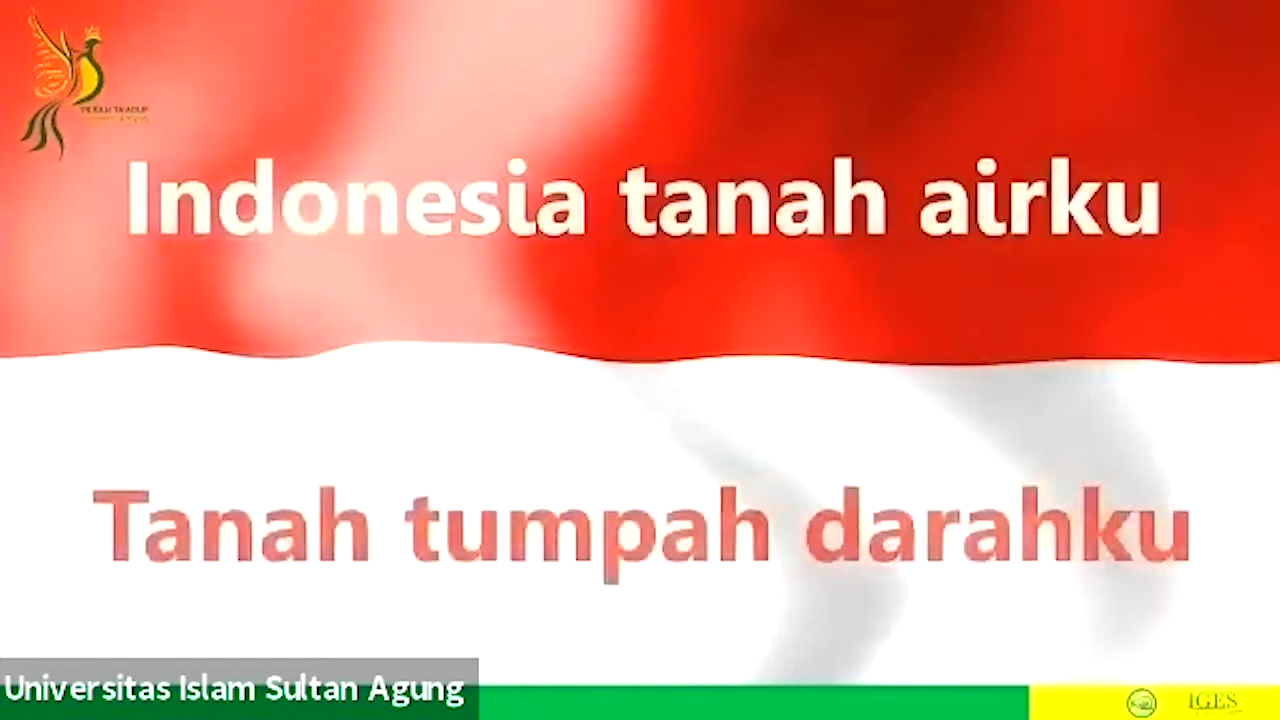 Indonesia tanah airku
Tanah tumpah darahku
Universitas Islam Sultan Agung
IGES